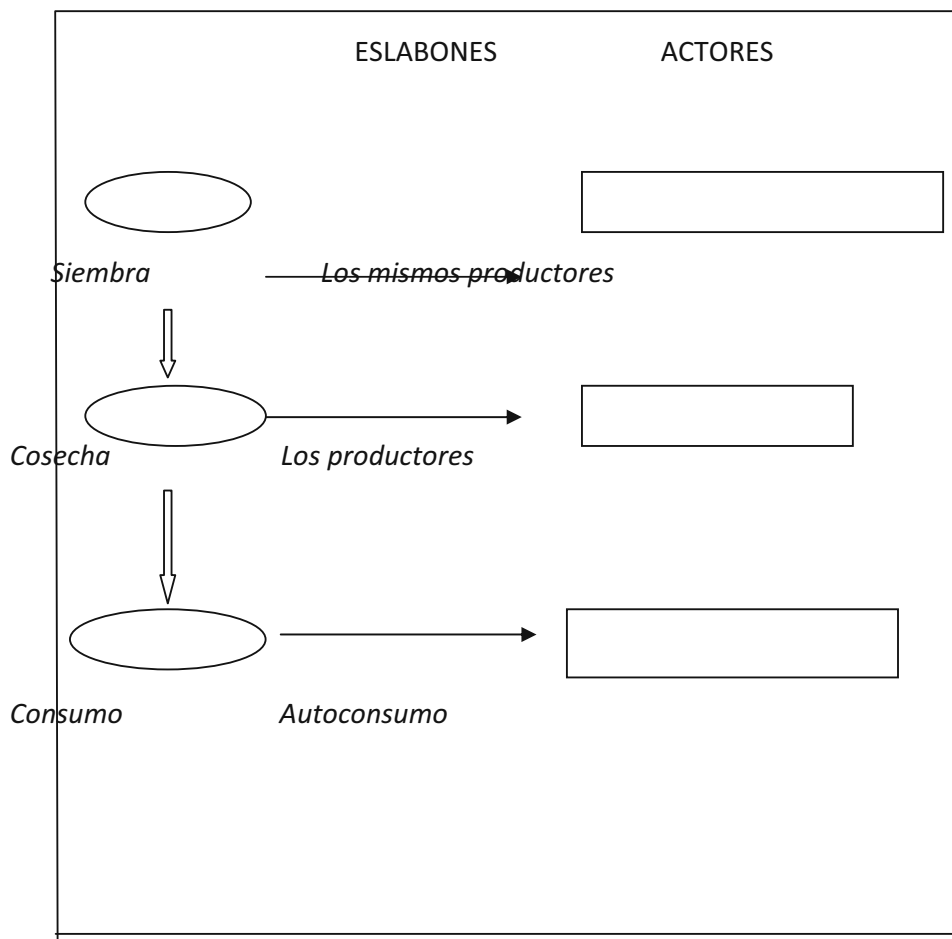 ESLABONES ACTORES
Siembra Los mismos productores
Cosecha Los productores
Consumo Autoconsumo